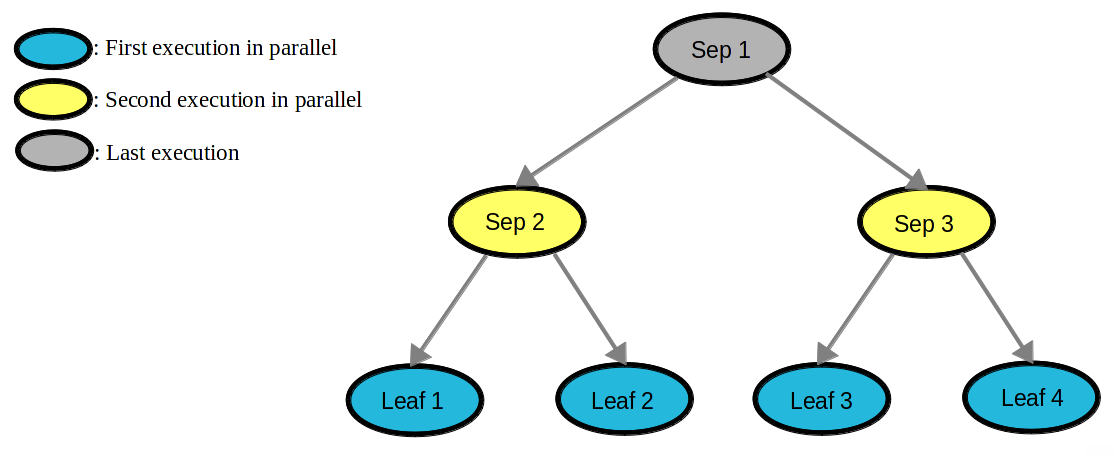 : First execution in parallel
: Second execution in parallel
: Last execution
Sep 1
Sep 2
Sep 3
Leaf 1
Leaf 2
Leaf 3
Leaf 4